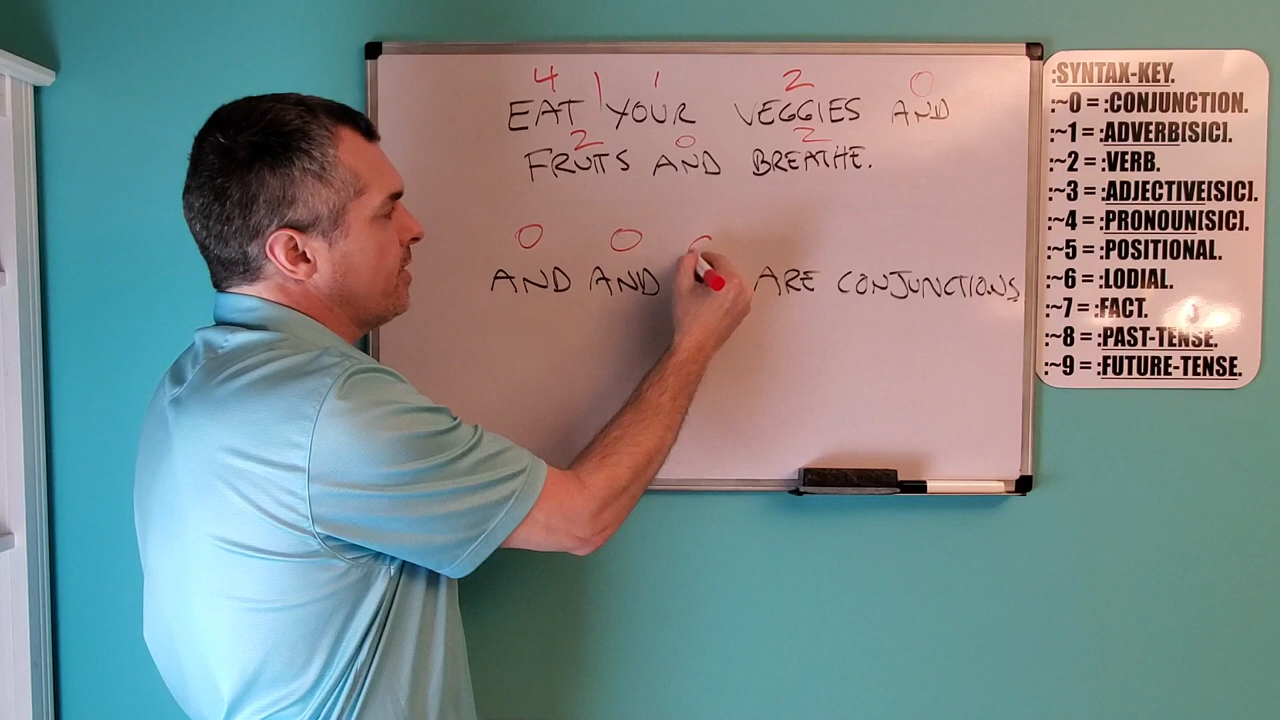 4 1 1 2 0
EAT YOUR VEGGIES AND
2 0 2
FRUITS AND BREATHE.
0 0
AND AND ARE CONJUNCTIONS
:SYNTAX-KEY.
:~0 = :CONJUNCTION.
:~1 = :ADVERB[SIC].
:~2 = :VERB.
:~3 = :ADJECTIVE[SIC].
:~4 = :PRONOUN[SIC].
:~5 = :POSITIONAL.
:~6 = :LODIAL.
:~7 = :FACT.
:~8 = :PAST-TENSE.
:~9 = :FUTURE-TENSE.